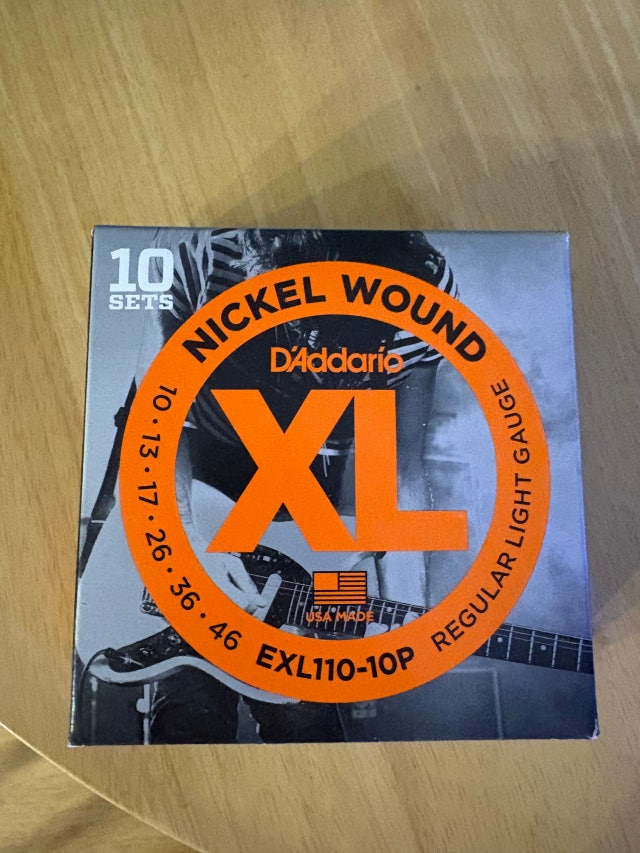 10
SETS
NICKEL WOUND
D'Addario
XL
10 · 13 · 17 · 26 · 36 · 46
REGULAR LIGHT GAUGE
USA MADE
EXL110-10P